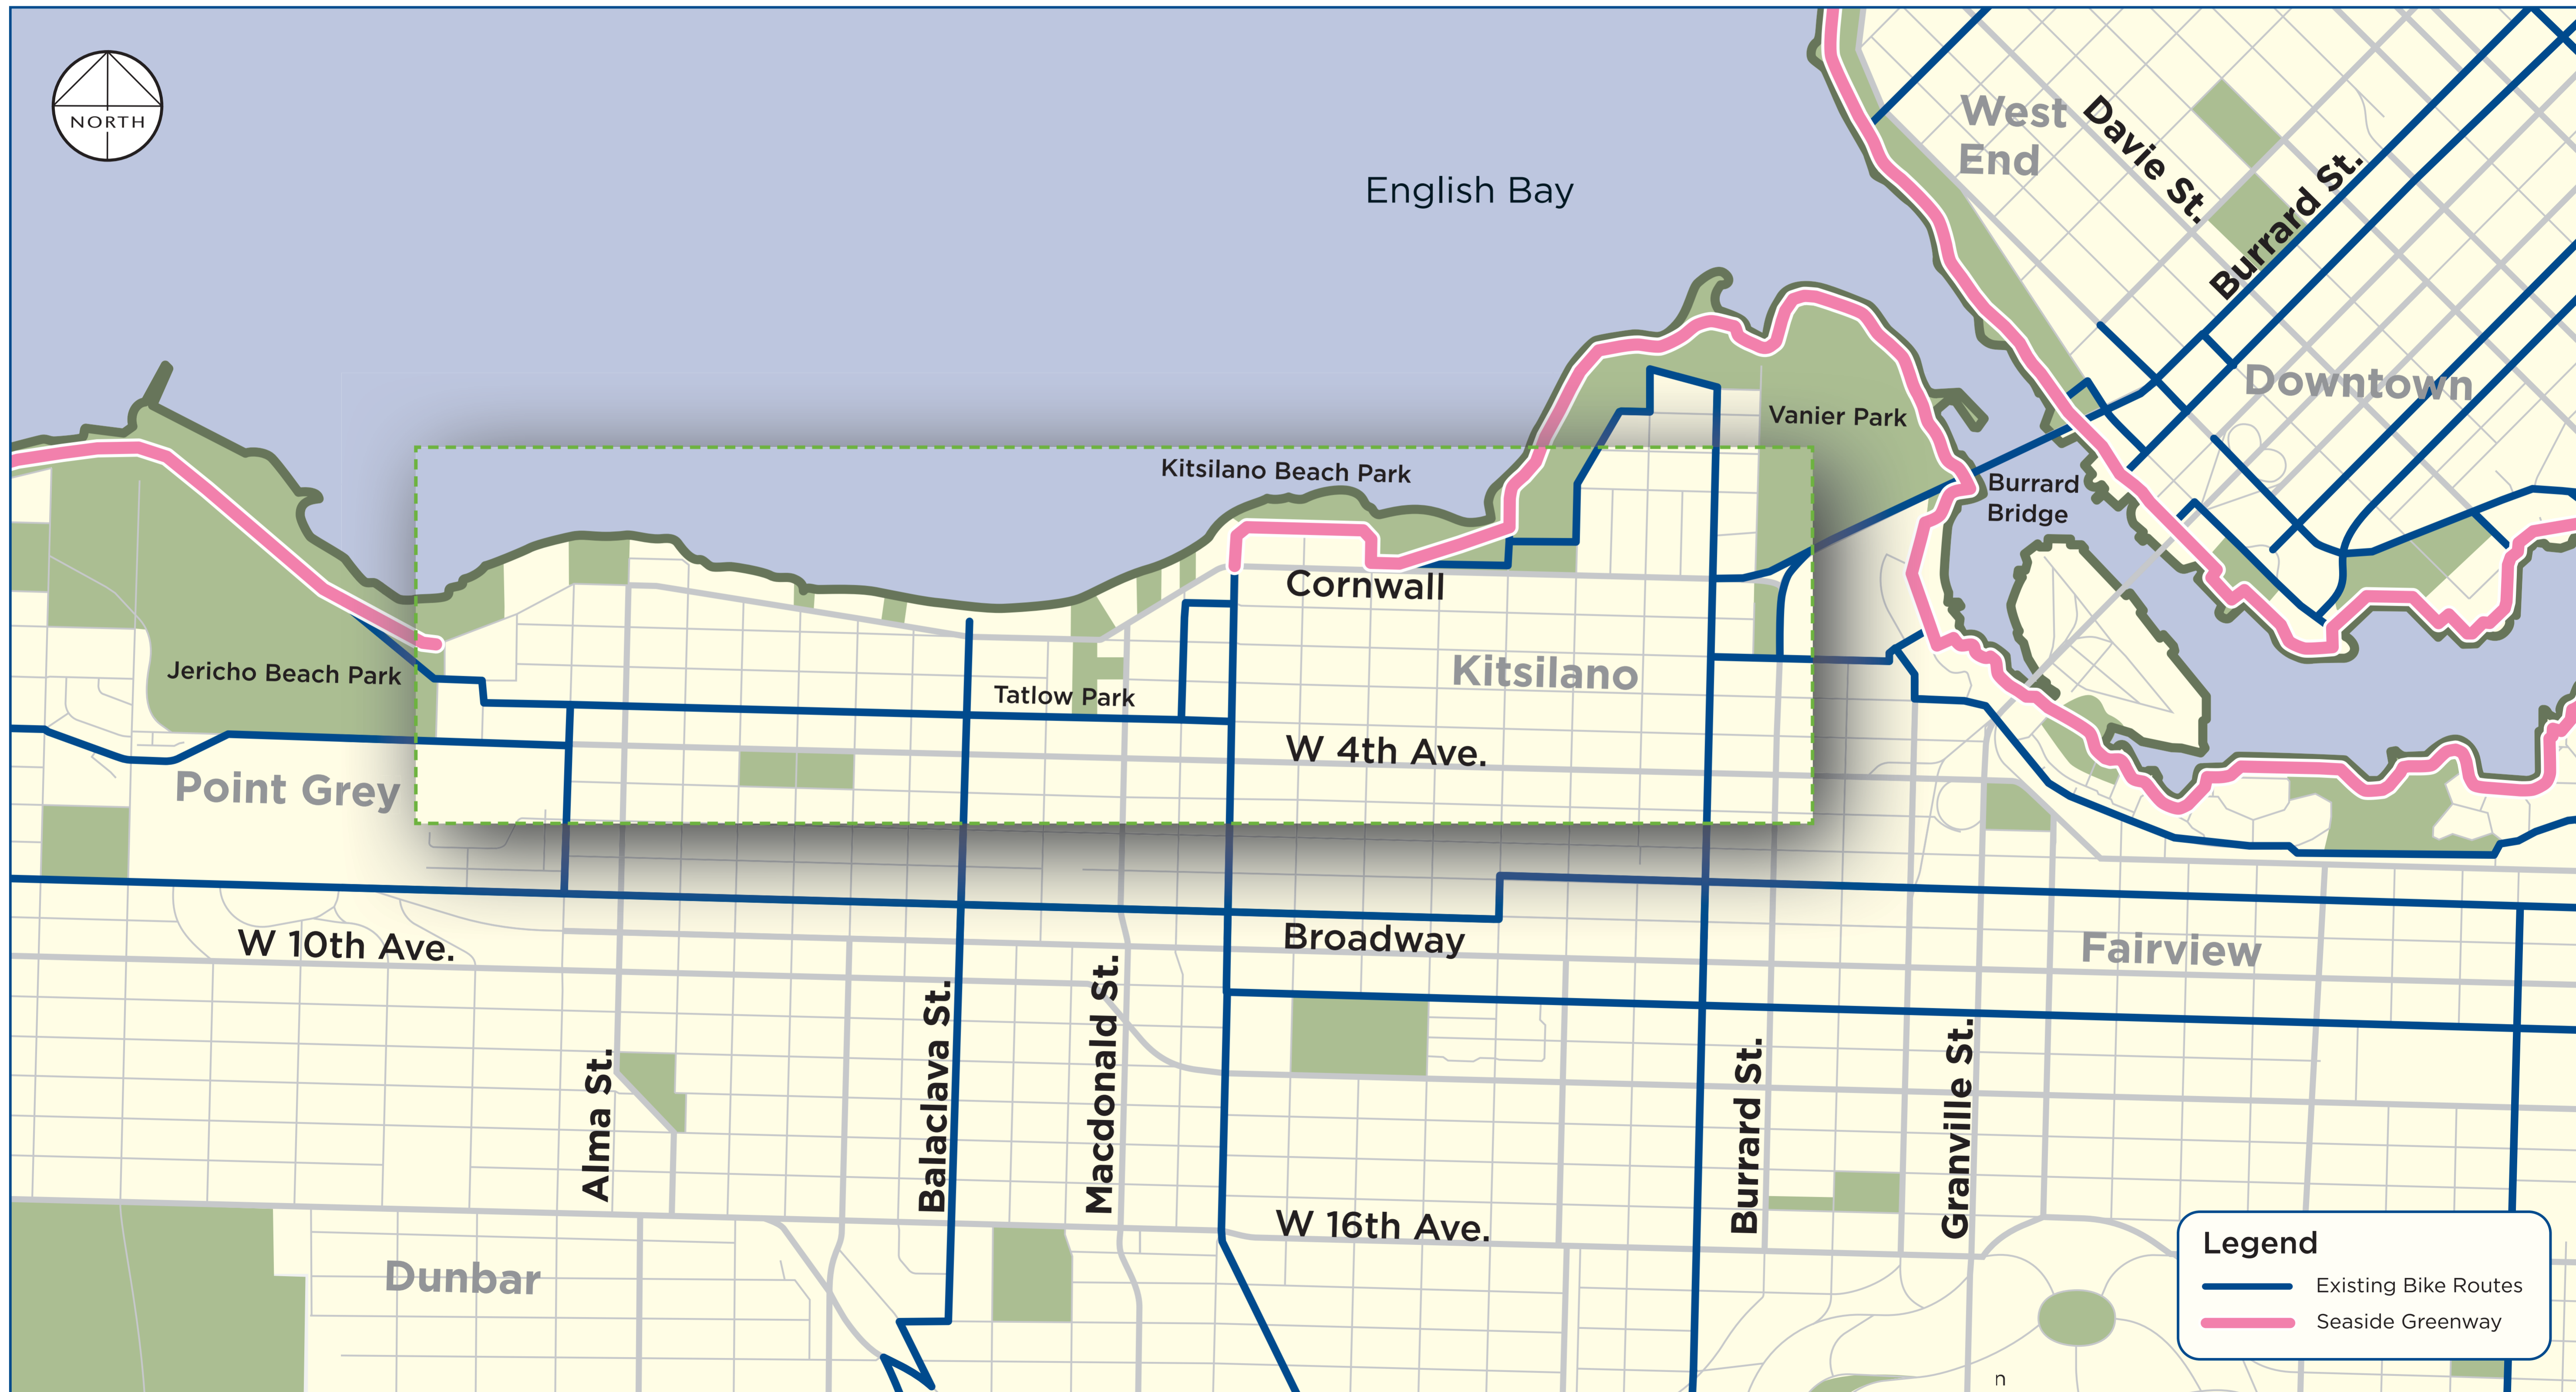 NORTH
English Bay
West
End
Davie St.
Burrard St.
Downtown
Vanier Park
Kitsilano Beach Park
Burrard
Bridge
Cornwall
Jericho Beach Park
Kitsilano
Tatlow Park
W 4th Ave.
Point Grey
W 10th Ave.
Broadway
Fairview
Alma St.
Balaclava St.
Macdonald St.
Burrard St.
Granville St.
W 16th Ave.
Dunbar
Legend
Existing Bike Routes
Seaside Greenway
n